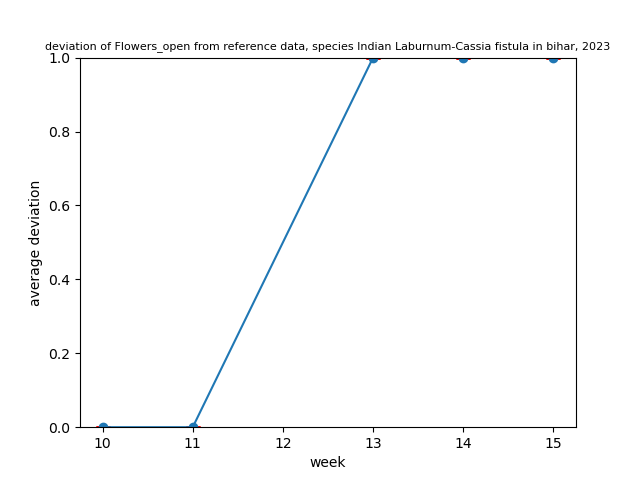 deviation of Flowers_open from reference data, species Indian Laburnum-Cassia fistula in bihar, 2023
1.0
0.8
0.6
0.4
0.2
0.0
average deviation
10 11 12 13 14 15
week